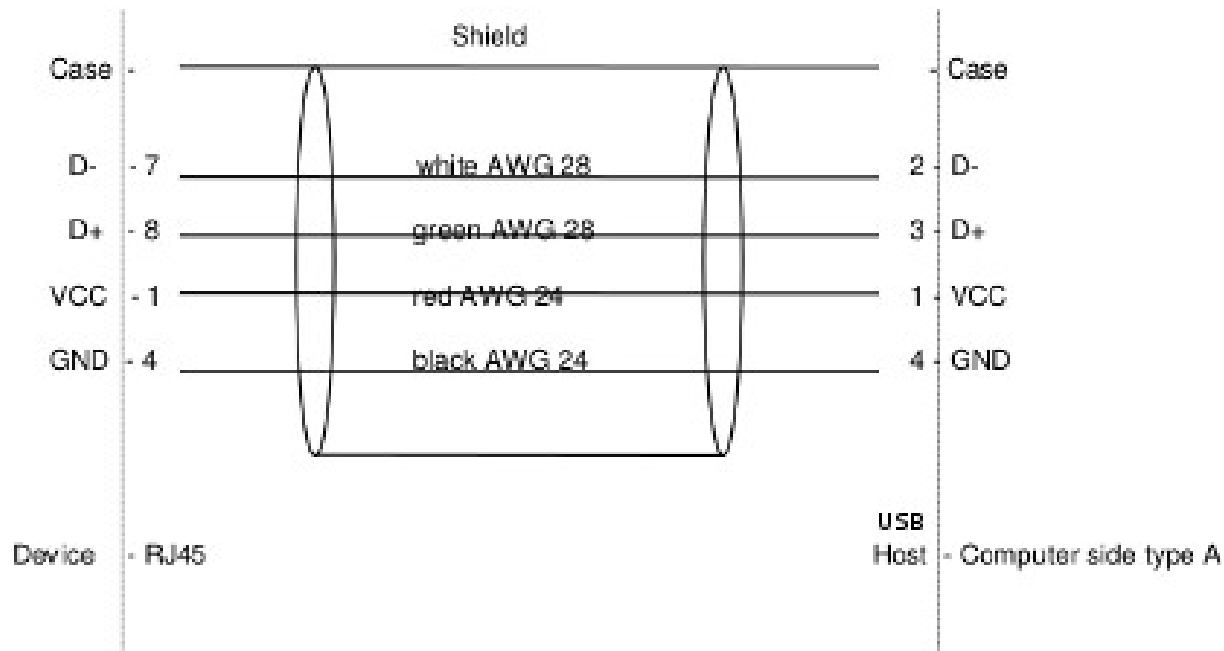 Shield
Case - - Case
D- - 7 white AWG 28 2 - D-
D+ - 8 green AWG 28 3 - D+
VCC - 1 red AWG 24 1 - VCC
GND - 4 black AWG 24 4 - GND
USB
Device - RJ45 Host - Computer side type A